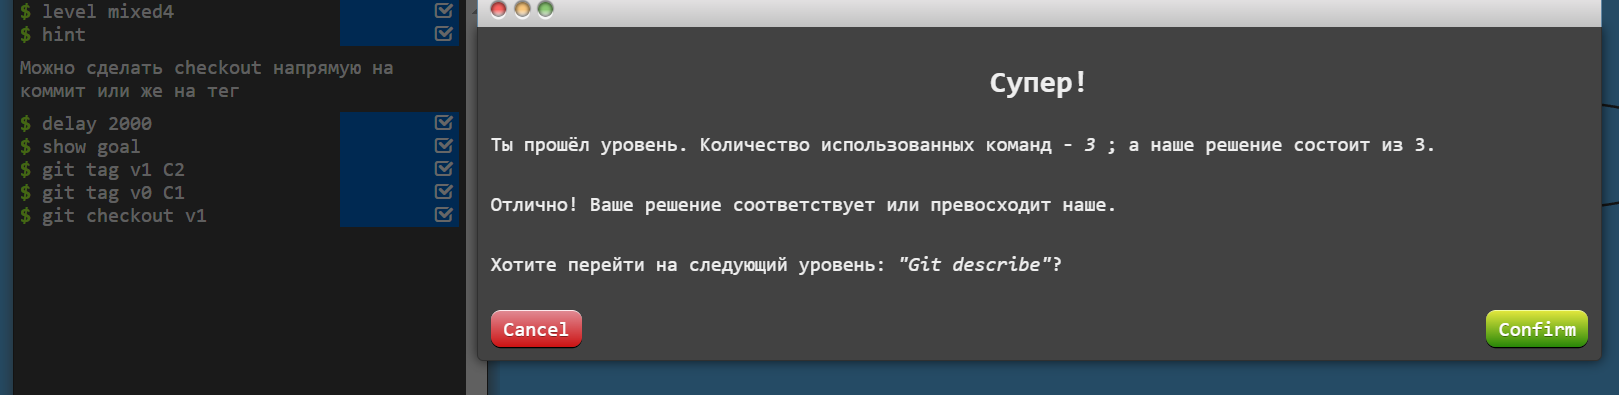 $ level mixed4
$ hint
Можно сделать checkout напрямую на
коммит или же на тег
$ delay 2000
$ show goal
$ git tag v1 C2
$ git tag v0 C1
$ git checkout v1
Супер!
Ты прошёл уровень. Количество использованных команд - 3 ; а наше решение состоит из 3.
Отлично! Ваше решение соответствует или превосходит наше.
Хотите перейти на следующий уровень: "Git describe"?
Cancel
Confirm